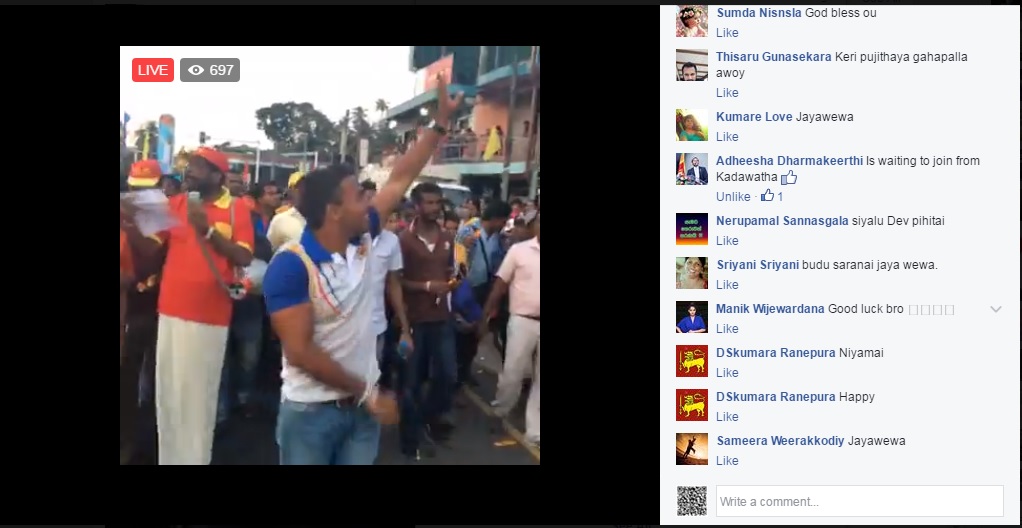 LIVE 697
Sumda Nisnsla God bless ou
Like
Thisaru Gunasekara Keri pujithaya gahapalla
awoy
Like
Kumare Love Jayawewa
Like
Adheesha Dharmakeerthi Is waiting to join from
Kadawatha
Unlike · 1
Nerupamal Sannasgala siyalu Dev pihitai
Like
Sriyani Sriyani budu saranai jaya wewa.
Like
Manik Wijewardana Good luck bro
Like
DSkumara Ranepura Niyamai
Like
DSkumara Ranepura Happy
Like
Sameera Weerakkodiy Jayawewa
Like
Write a comment...